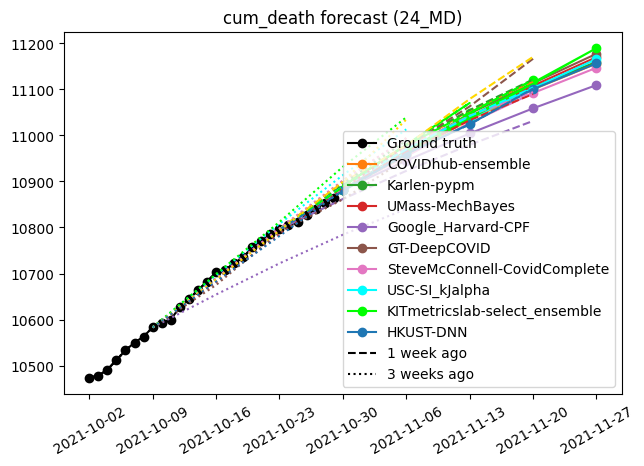 cum_death forecast (24_MD)
11200
11100
11000
10900
10800
10700
10600
10500
Ground truth
COVIDhub-ensemble
Karlen-pypm
UMass-MechBayes
Google_Harvard-CPF
GT-DeepCOVID
SteveMcConnell-CovidComplete
USC-SI_kJalpha
KITmetricslab-select_ensemble
HKUST-DNN
1 week ago
3 weeks ago
2021-10-02
2021-10-09
2021-10-16
2021-10-23
2021-10-30
2021-11-06
2021-11-13
2021-11-20
2021-11-27